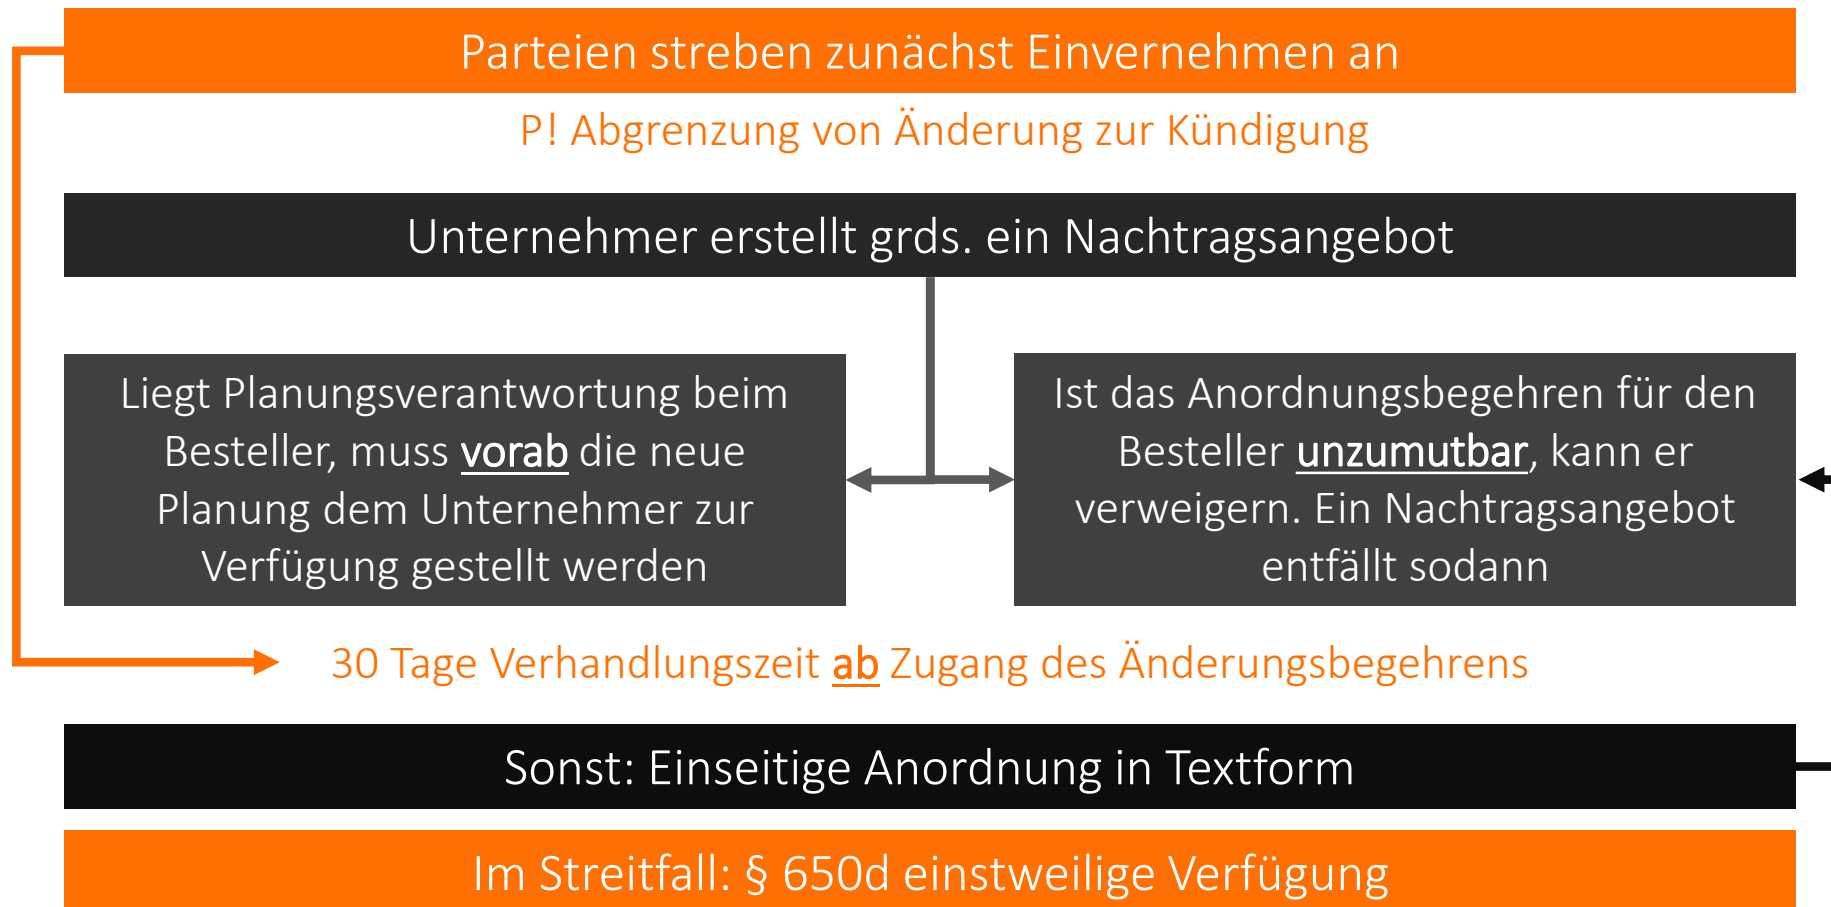 Parteien streben zunächst Einvernehmen an
P! Abgrenzung von Änderung zur Kündigung
Unternehmer erstellt grds. ein Nachtragsangebot
Liegt Planungsverantwortung beim
Besteller, muss vorab die neue
Planung dem Unternehmer zur
Verfügung gestellt werden
Ist das Anordnungsbegehren für den
Besteller unzumutbar, kann er
verweigern. Ein Nachtragsangebot
entfällt sodann
30 Tage Verhandlungszeit ab Zugang des Änderungsbegehrens
Sonst: Einseitige Anordnung in Textform
Im Streitfall: § 650d einstweilige Verfügung